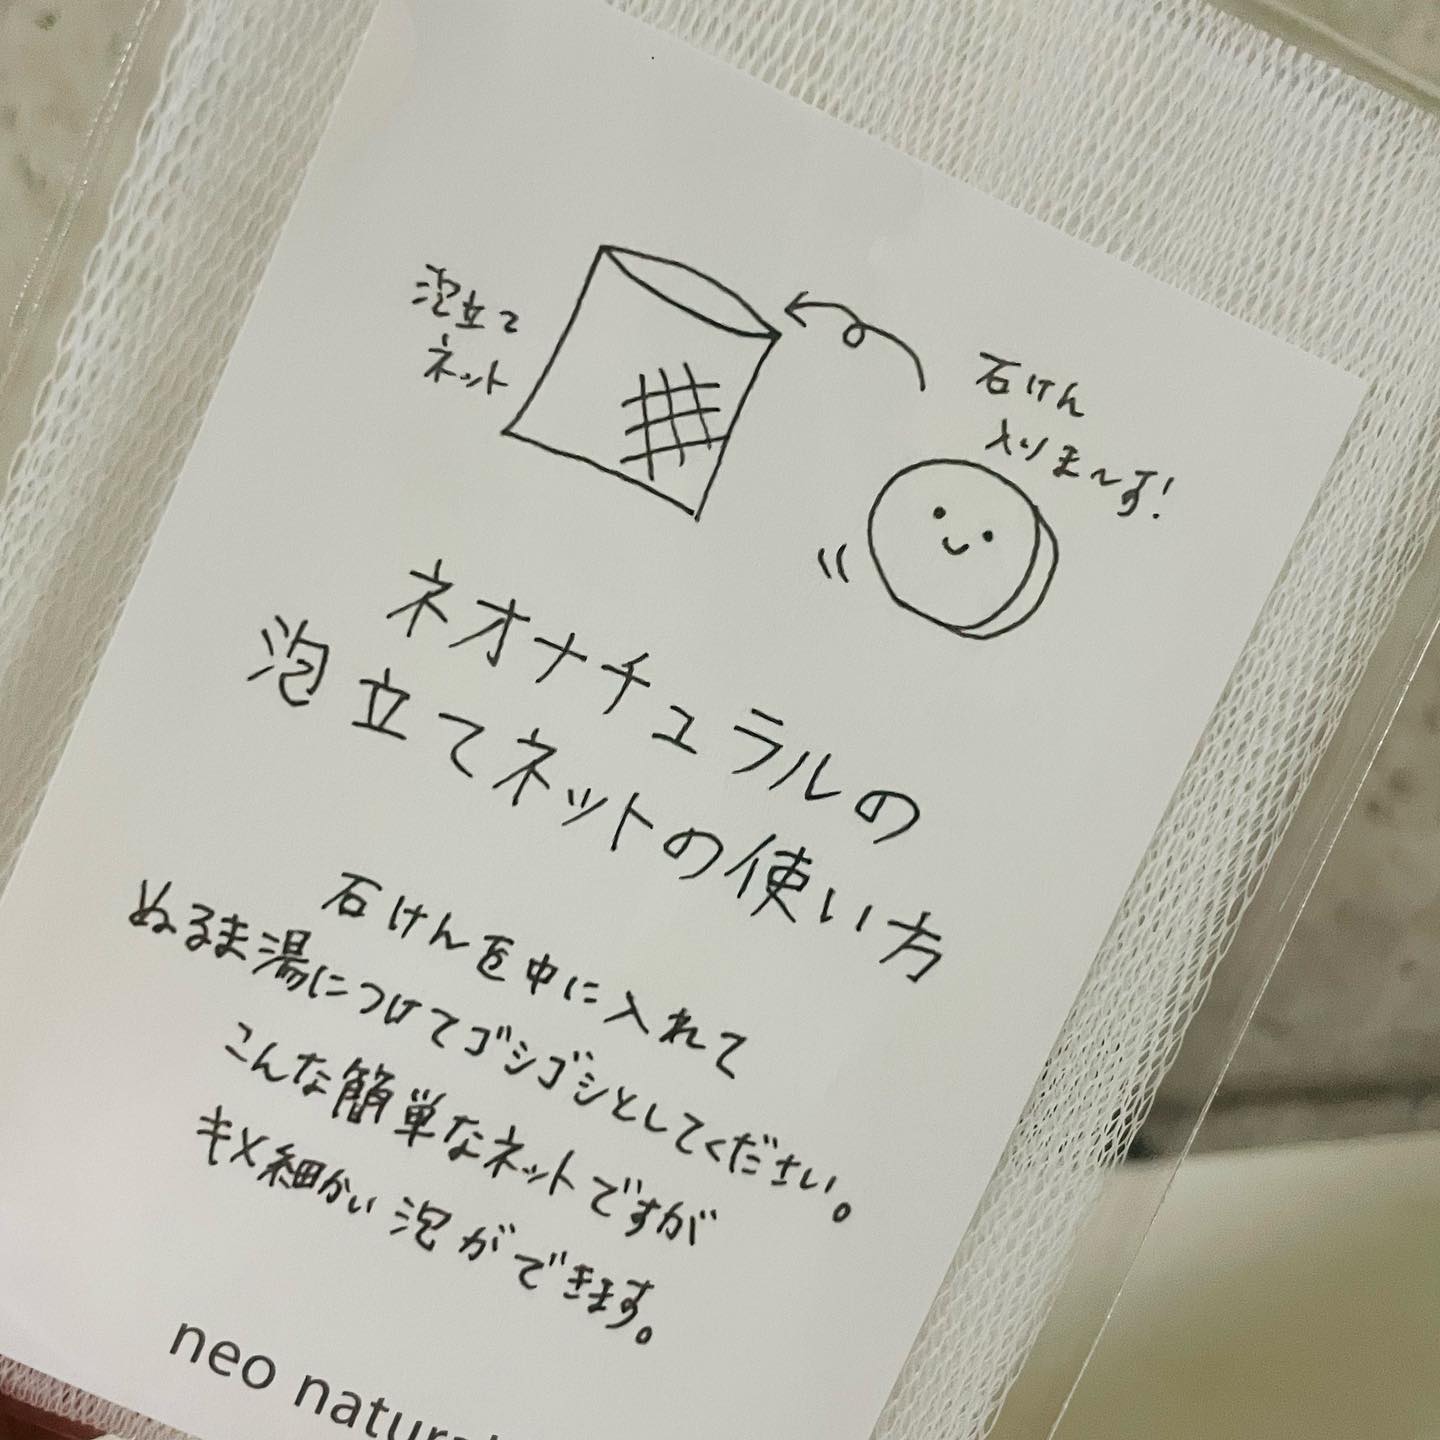 泡立て
ネット
石けん
入りま〜す!
ネオナチュラルの
泡立てネットの使い方
石けんを中に入れて
ぬるま湯につけてゴシゴシとしてください。
こんな簡単なネットですが
キメ細かい泡ができます。
neo natural